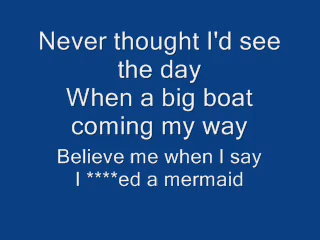 Never thought I'd see
the day
When a big boat
coming my way
Believe me when I say
I ****ed a mermaid